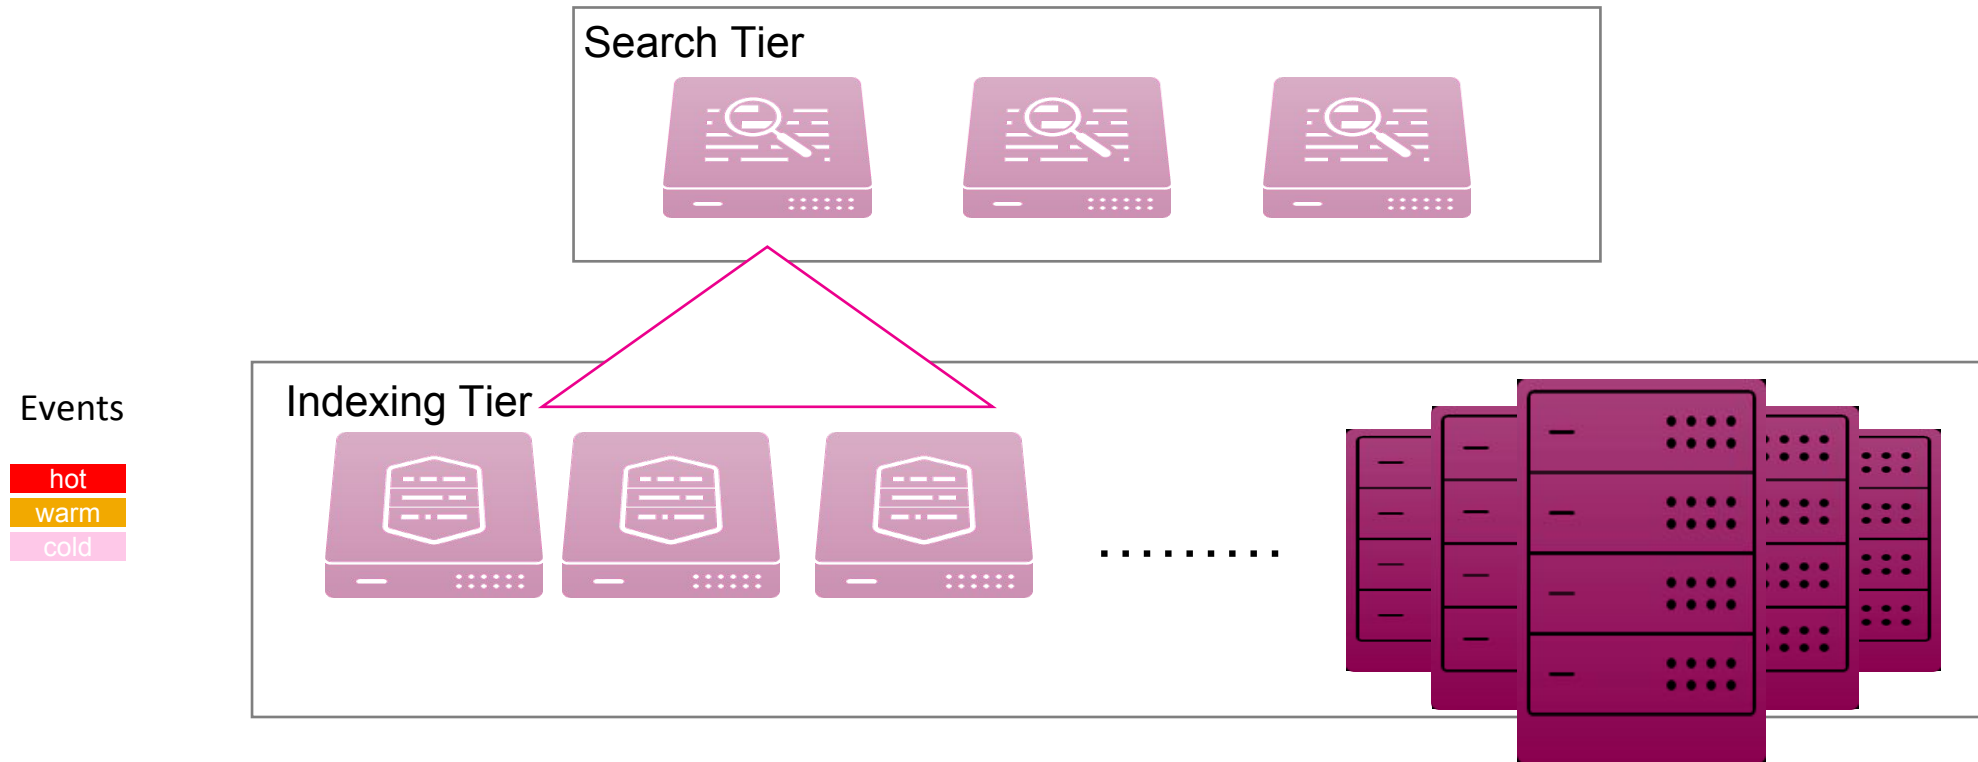 Search Tier
Indexing Tier
Events
hot
warm
cold